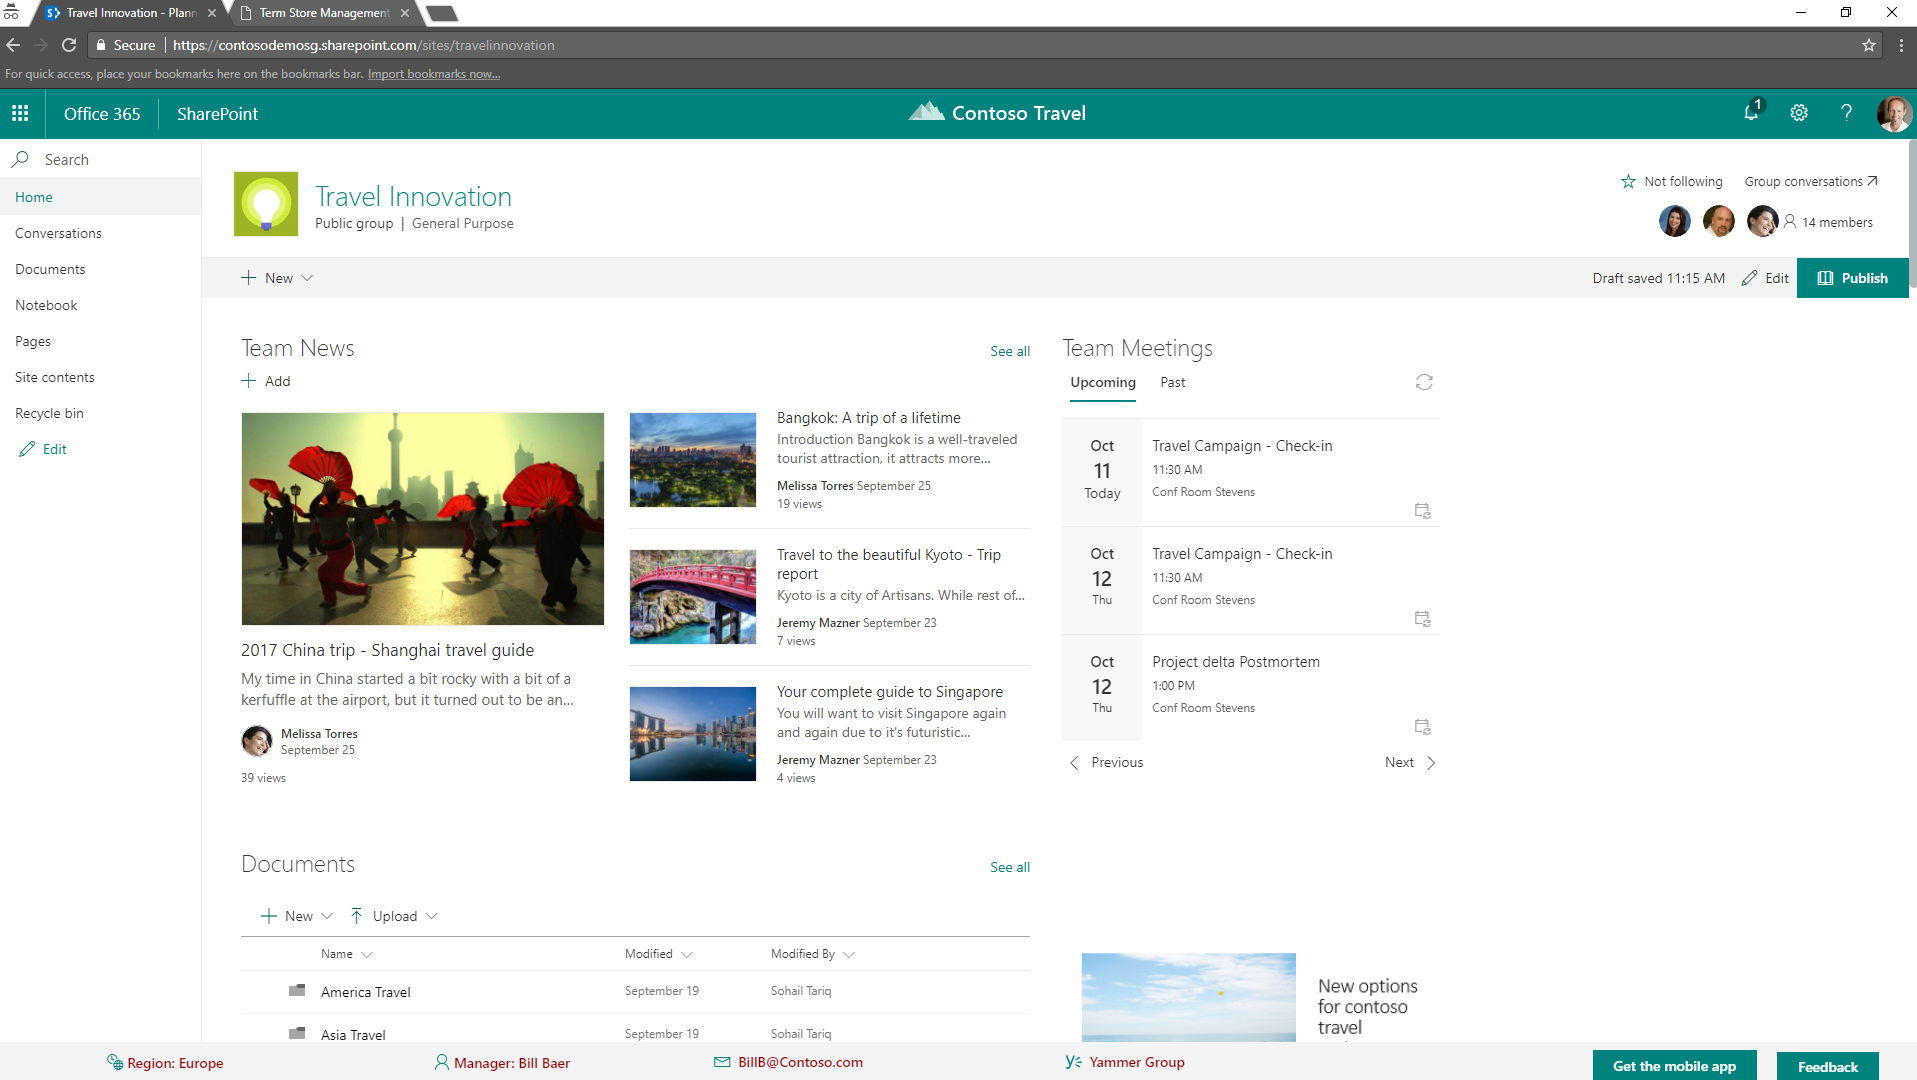 Travel Innovation - Plann
Term Store Management
Secure
https://contosodemosg.sharepoint.com/sites/travelinnovation
For quick access, place your bookmarks here on the bookmarks bar. Import bookmarks now...
Office 365
SharePoint
Contoso Travel
1
?
Search
Home
Conversations
Documents
Notebook
Pages
Site contents
Recycle bin
Edit
Travel Innovation
Public group | General Purpose
Not following
Group conversations
14 members
New
Draft saved 11:15 AM
Edit
Publish
Team News
See all
Add
2017 China trip - Shanghai travel guide
My time in China started a bit rocky with a bit of a
kerfuffle at the airport, but it turned out to be an...
Melissa Torres
September 25
39 views
Bangkok: A trip of a lifetime
Introduction Bangkok is a well-traveled
tourist attraction, it attracts more...
Melissa Torres September 25
19 views
Travel to the beautiful Kyoto - Trip
report
Kyoto is a city of Artisans. While rest of...
Jeremy Mazner September 23
7 views
Your complete guide to Singapore
You will want to visit Singapore again
and again due to it's futuristic...
Jeremy Mazner September 23
4 views
Team Meetings
Upcoming
Past
Oct
11
Today
Travel Campaign - Check-in
11:30 AM
Conf Room Stevens
Oct
12
Thu
Travel Campaign - Check-in
11:30 AM
Conf Room Stevens
Oct
12
Thu
Project delta Postmortem
1:00 PM
Conf Room Stevens
Previous
Next
Documents
See all
New
Upload
Name
Modified
Modified By
America Travel
September 19
Sohail Tariq
Asia Travel
September 19
Sohail Tariq
New options
for contoso
travel
Region: Europe
Manager: Bill Baer
BillB@Contoso.com
Yammer Group
Get the mobile app
Feedback